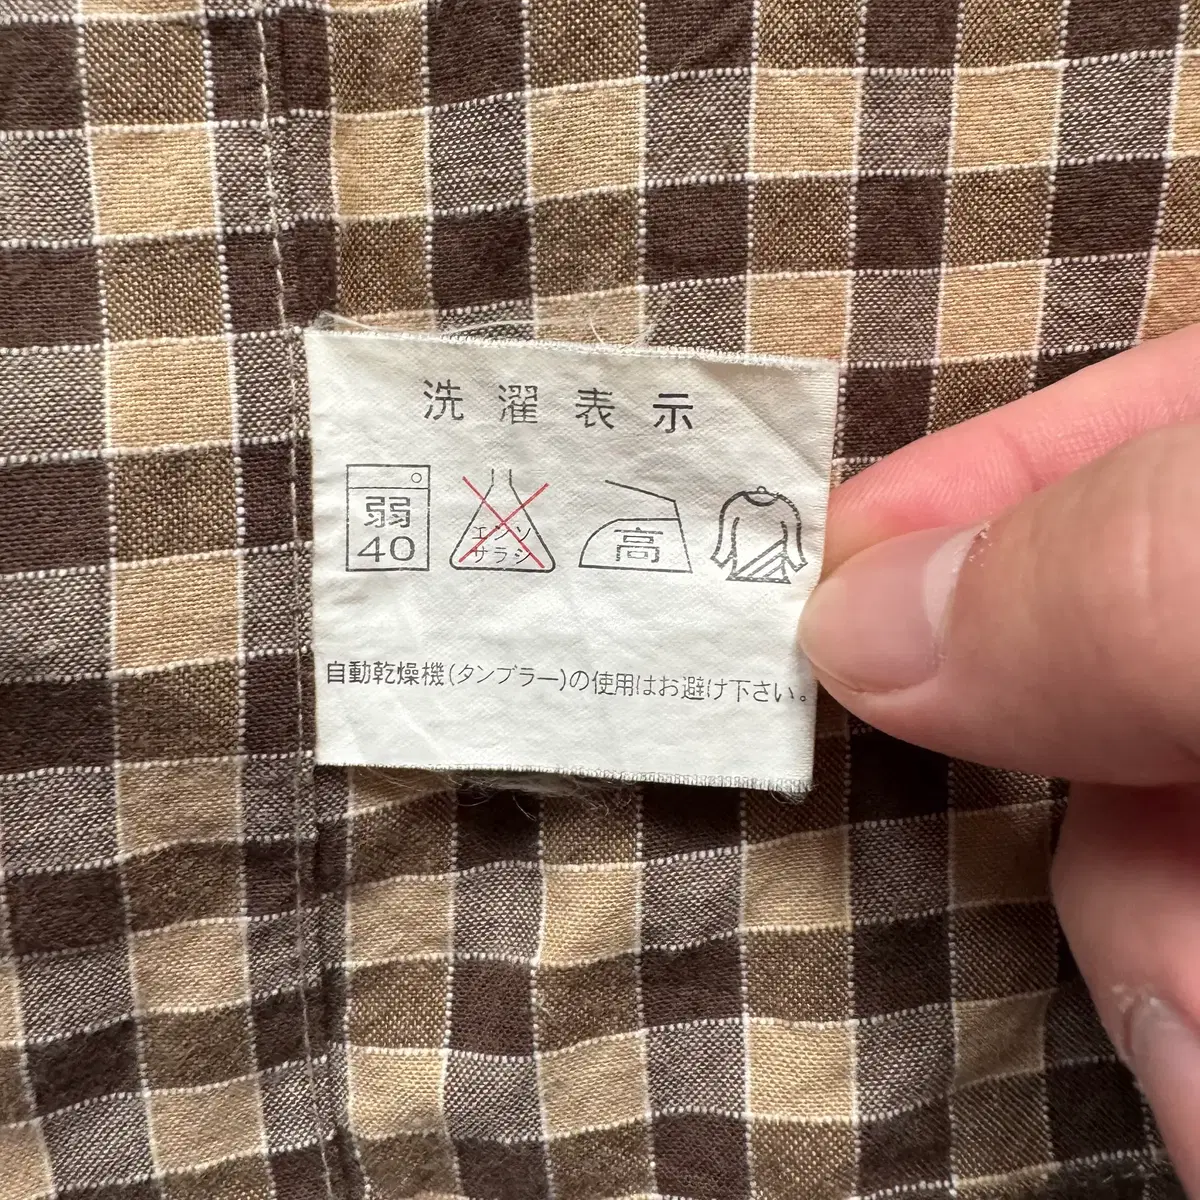 洗濯表示
弱
40
エンソ
サラシ
高
自動乾燥機(タンブラー)の使用はお避け下さい。